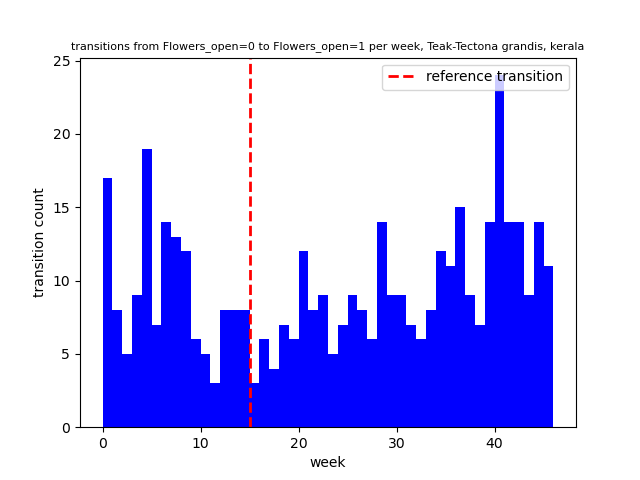 transitions from Flowers_open=0 to Flowers_open=1 per week, Teak-Tectona grandis, kerala
reference transition
transition count
25
20
15
10
5
0
0 10 20 30 40
week